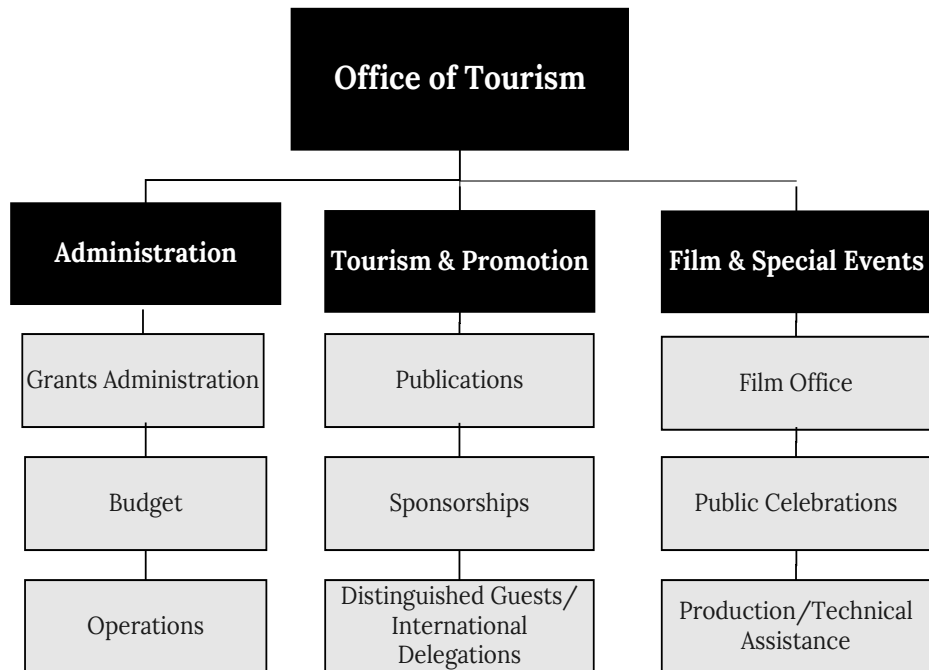 Office of Tourism
Administration
Tourism & Promotion
Film & Special Events
Grants Administration
Publications
Film Office
Budget
Sponsorships
Public Celebrations
Operations
Distinguished Guests/
International
Delegations
Production/Technical
Assistance